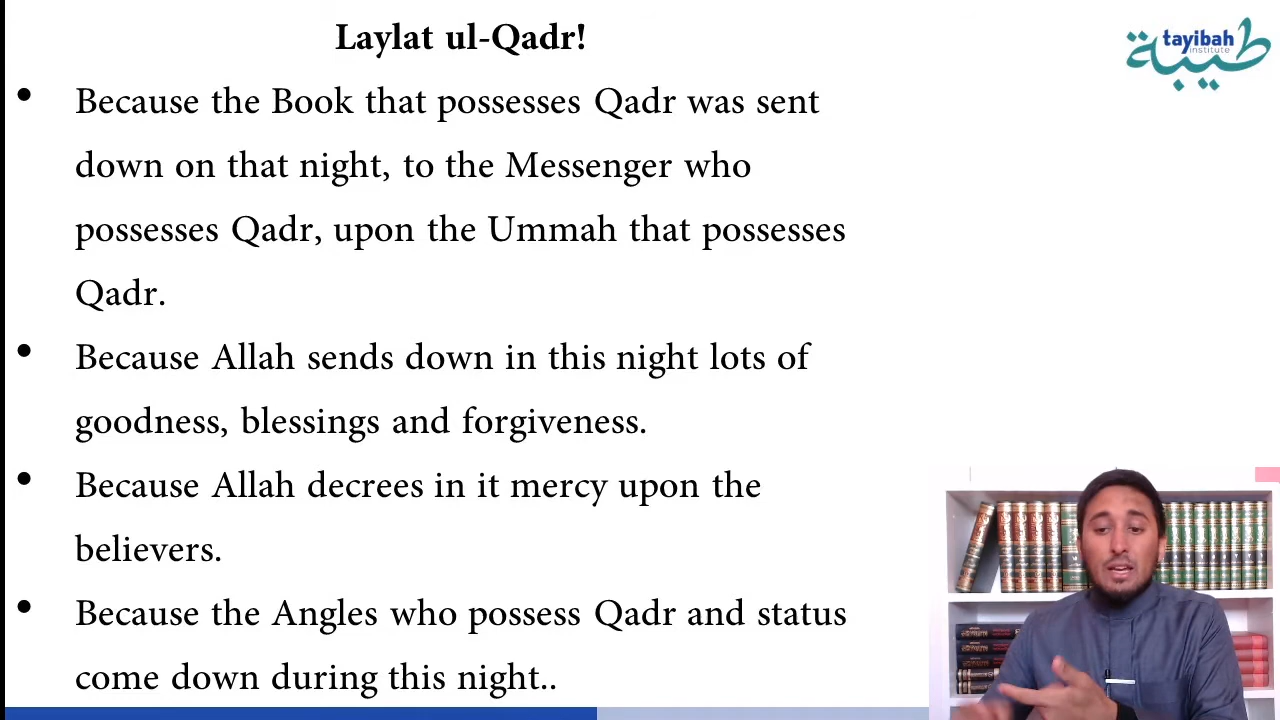 Laylat ul-Qadr!
tayibah
institute
طيبة
• Because the Book that possesses Qadr was sent
down on that night, to the Messenger who
possesses Qadr, upon the Ummah that possesses
Qadr.
• Because Allah sends down in this night lots of
goodness, blessings and forgiveness.
• Because Allah decrees in it mercy upon the
believers.
• Because the Angles who possess Qadr and status
come down during this night..